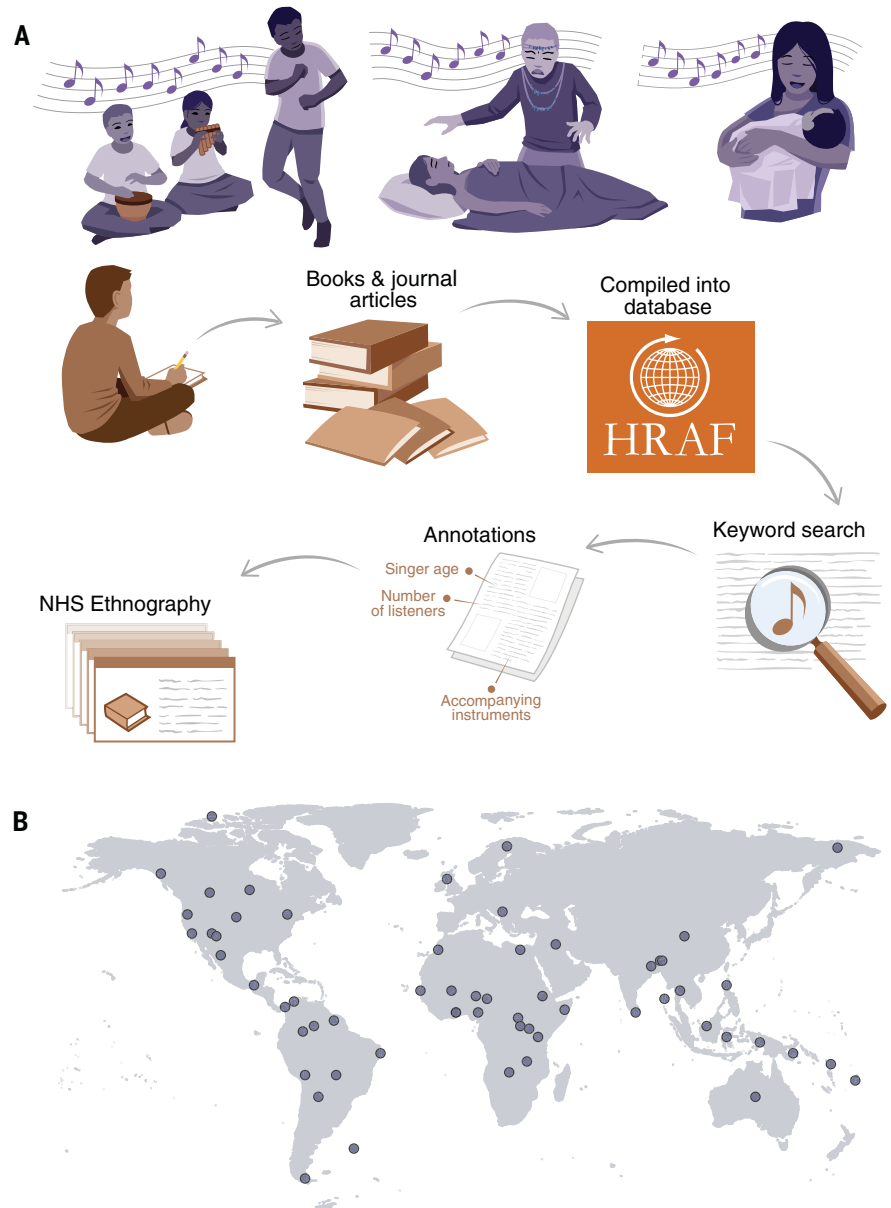 A
Books & journal
articles
Compiled into
database
HRAF
Keyword search
Annotations
Singer age
Number
of listeners
Accompanying
instruments
NHS Ethnography
B